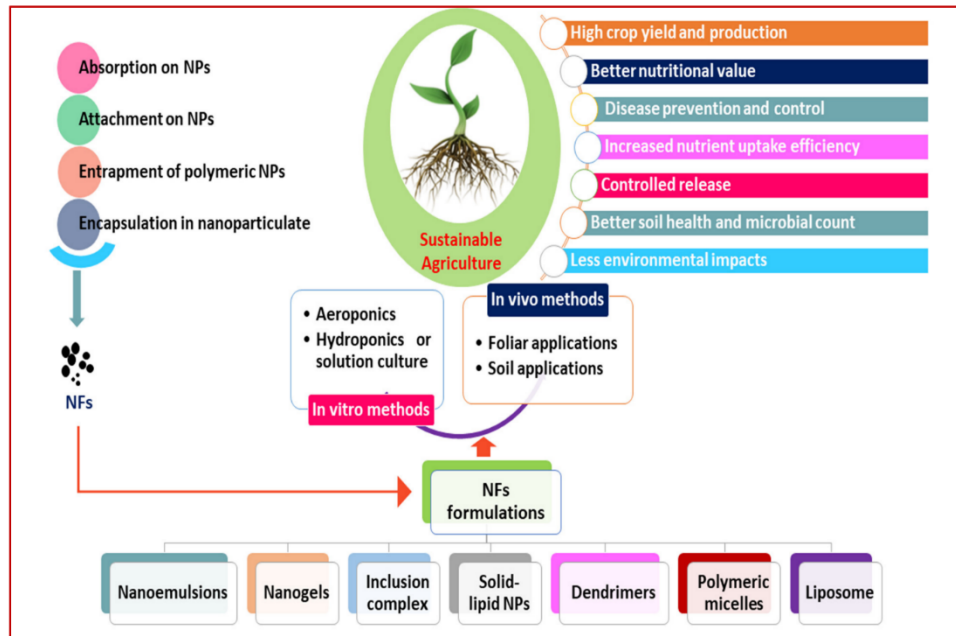 Absorption on NPs
Attachment on NPs
Entrapment of polymeric NPs
Encapsulation in nanoparticulate
NFs
Sustainable
Agriculture
High crop yield and production
Better nutritional value
Disease prevention and control
Increased nutrient uptake efficiency
Controlled release
Better soil health and microbial count
Less environmental impacts
• Aeroponics
• Hydroponics or
solution culture
In vitro methods
In vivo methods
• Foliar applications
• Soil applications
NFs
formulations
Nanoemulsions
Nanogels
Inclusion
complex
Solid-
lipid NPs
Dendrimers
Polymeric
micelles
Liposome